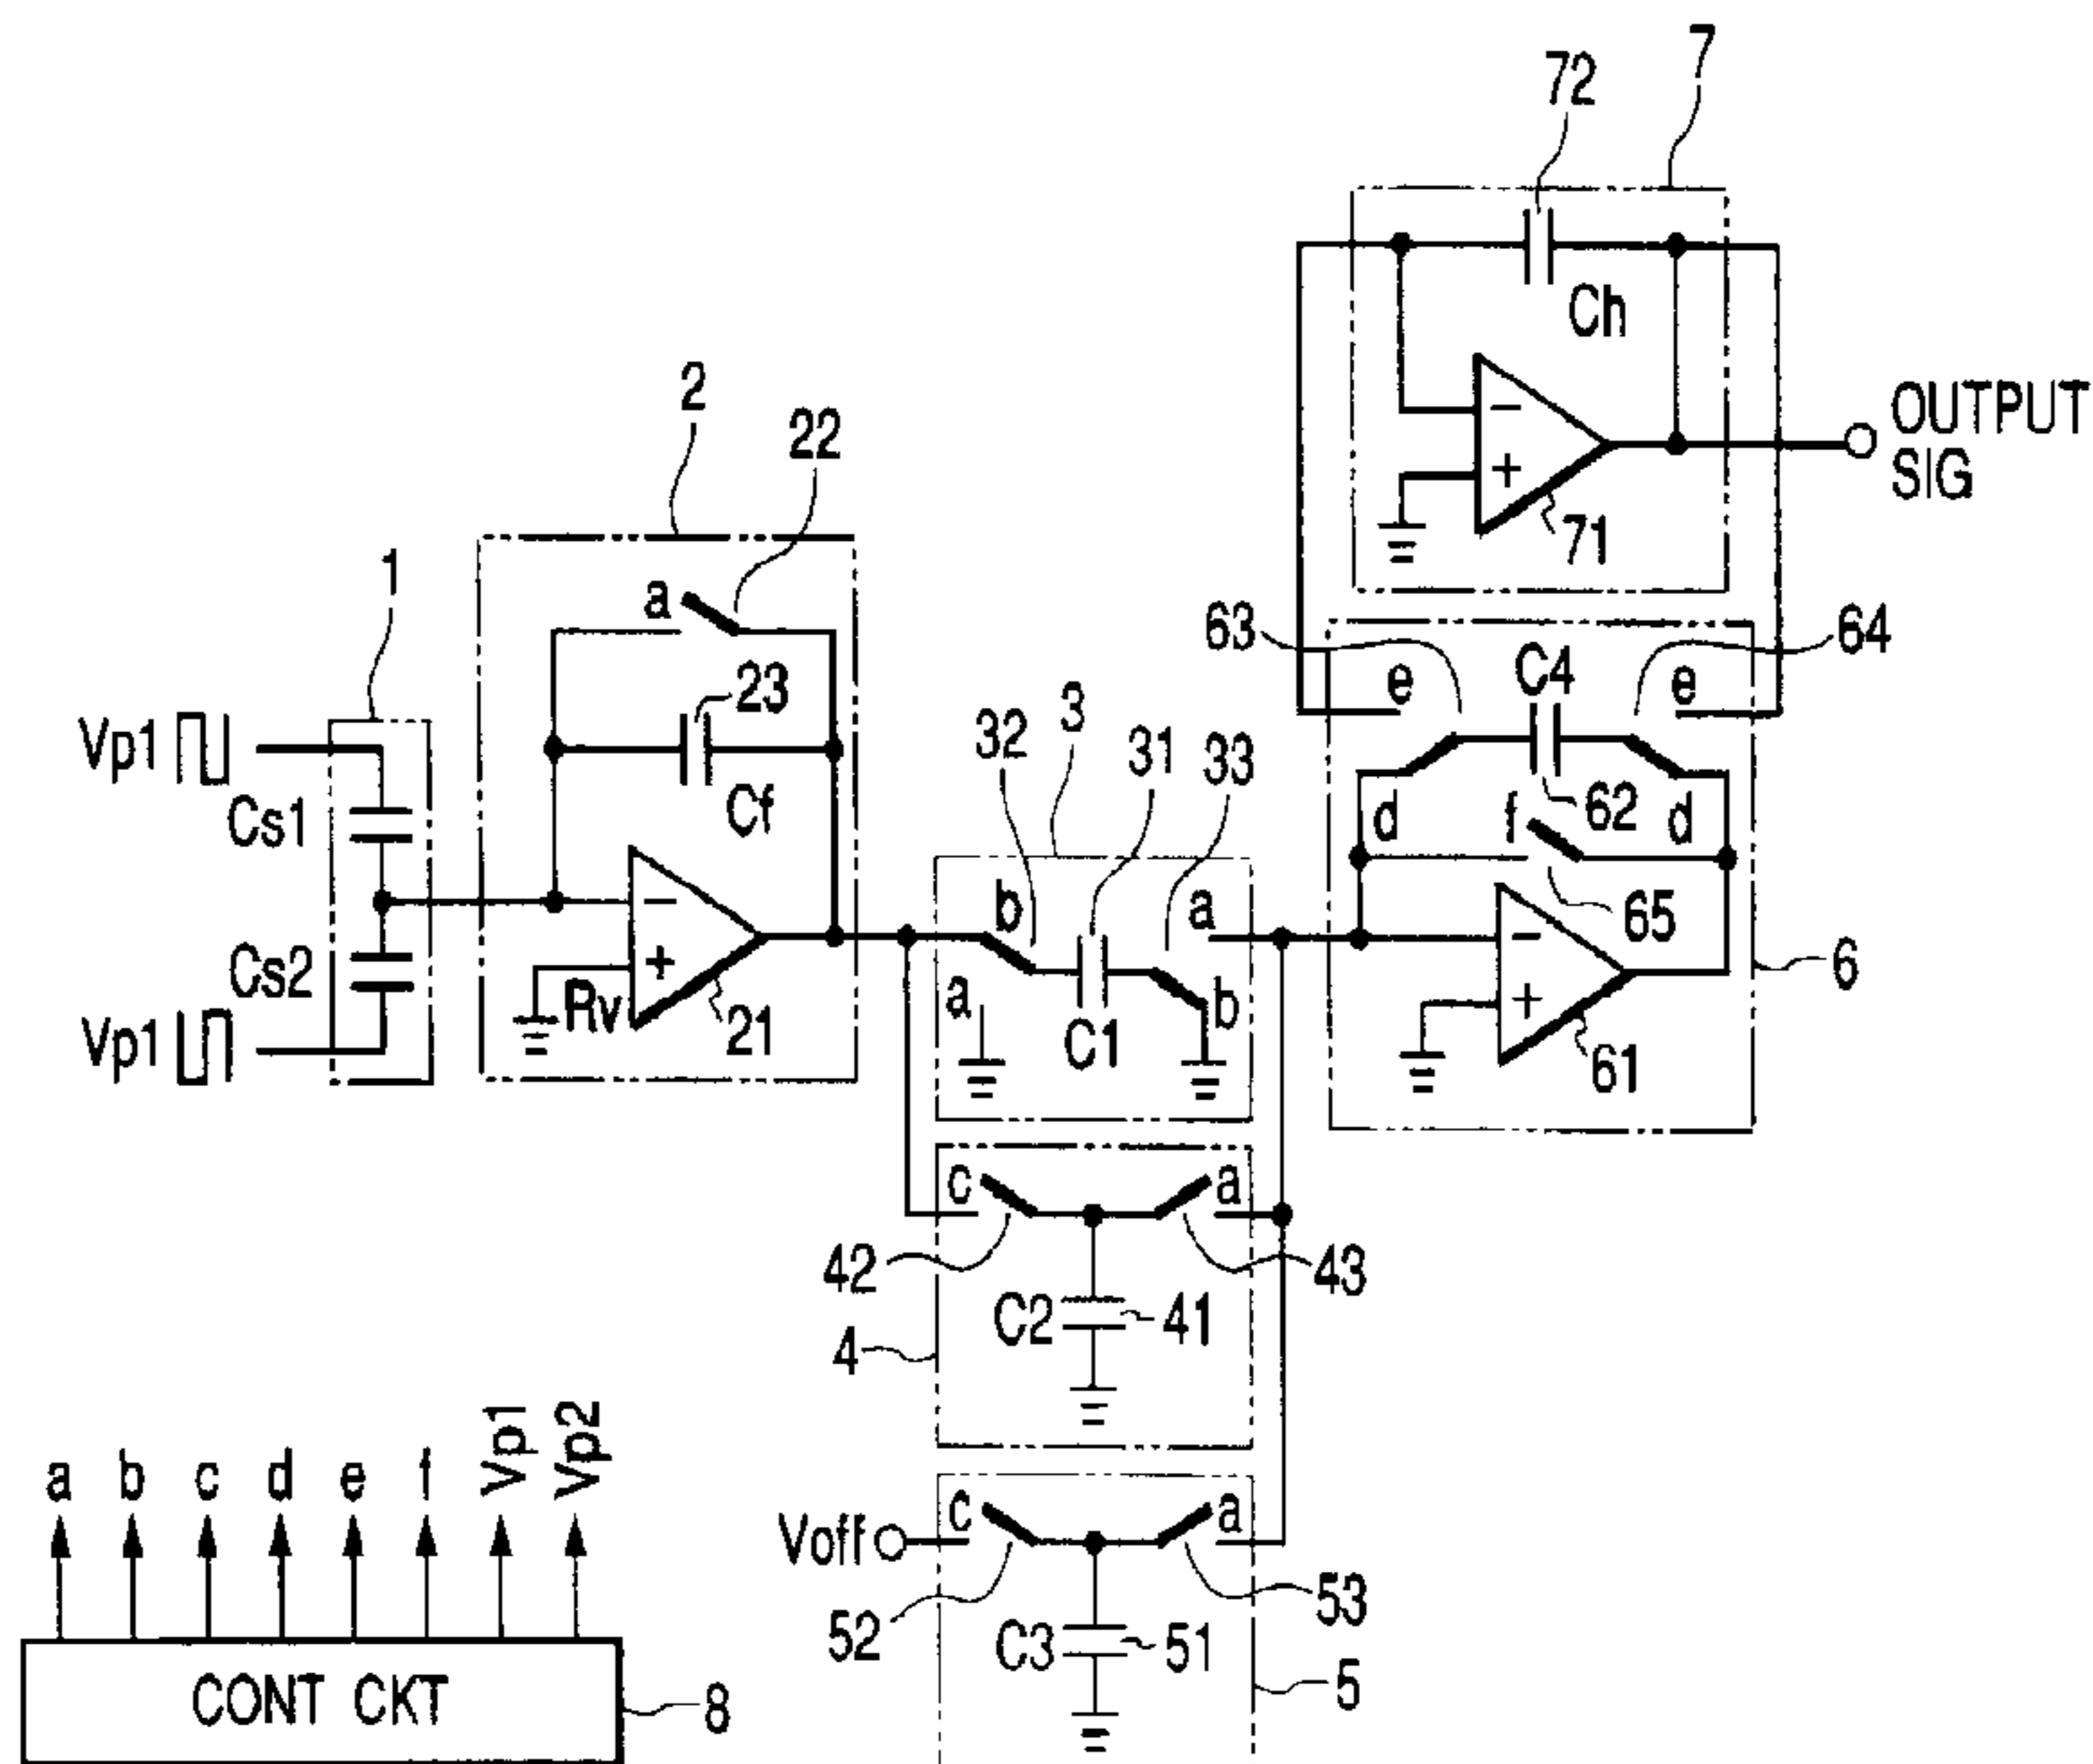 7
72
Ch
OUTPUT
SIG
71
2
22
1
a
23
Cf
Vp1
Cs1
Cs2
Vp1
Rv
21
63
64
e
C4
e
d
f
62
d
65
61
6
3
32
31
33
b
a
a
C1
b
c
a
42
43
C2
41
4
Voff
c
a
52
53
C3
51
5
a
b
c
d
e
f
Vp1
Vp2
CONT CKT
8